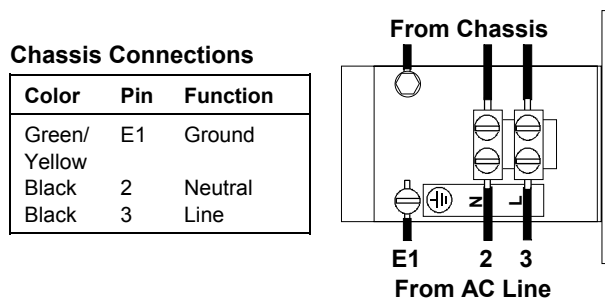 Chassis Connections
Color Pin Function
Green/ E1 Ground
Yellow
Black 2 Neutral
Black 3 Line
From Chassis
N L
E1 2 3
From AC Line